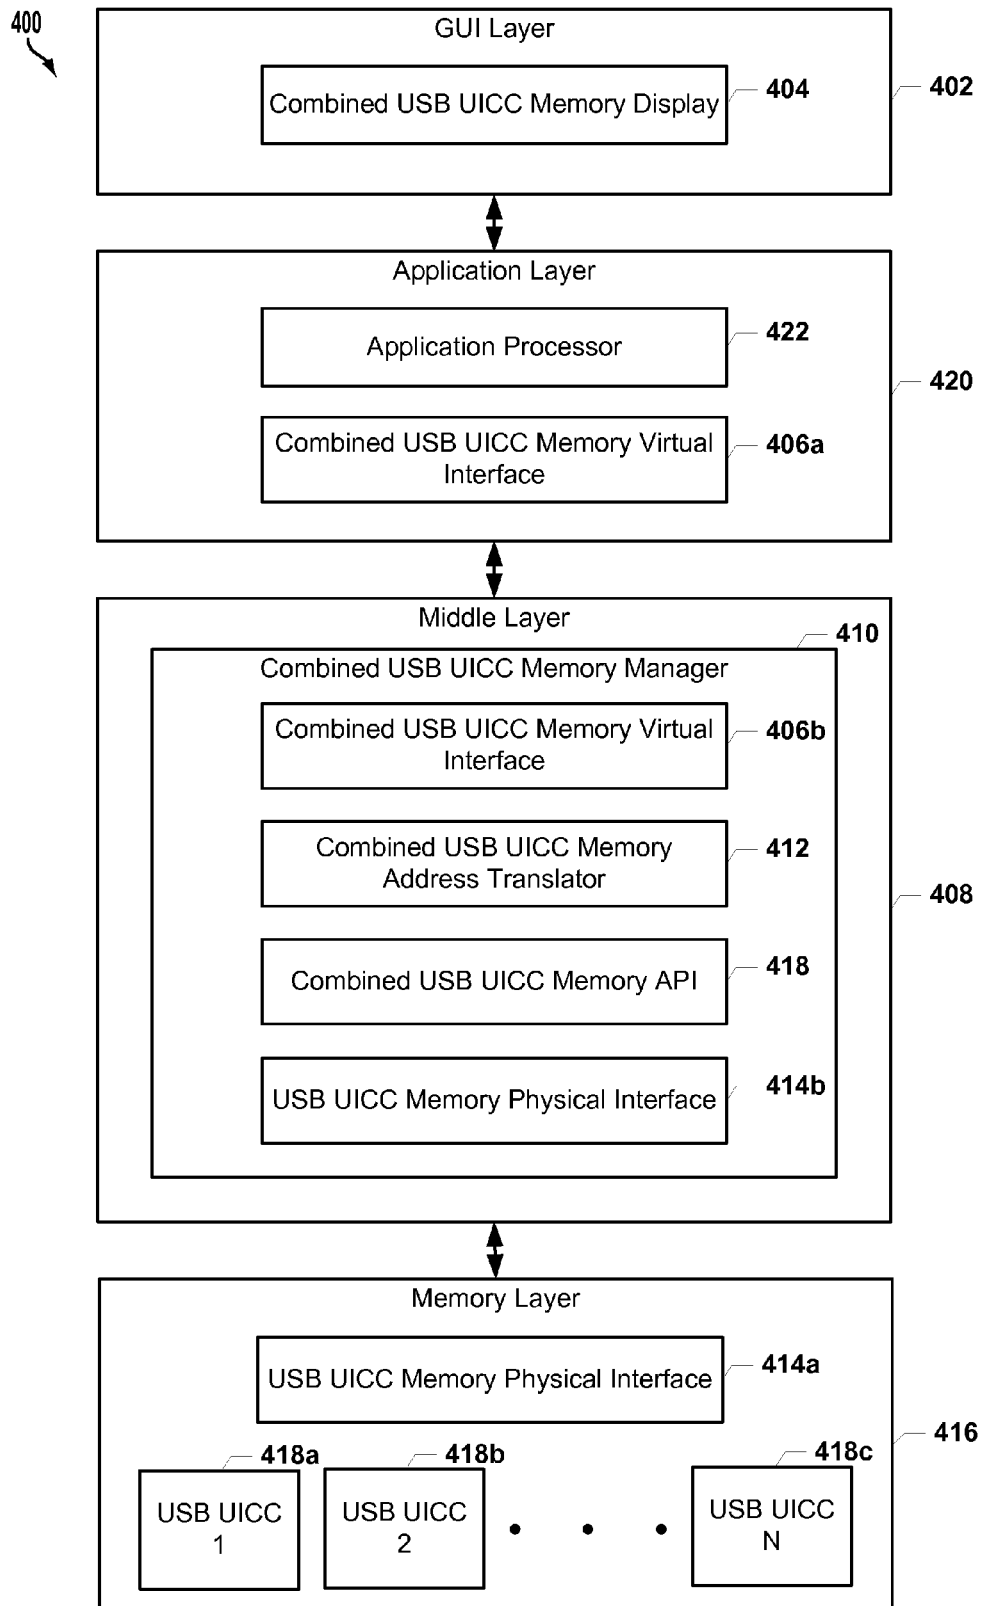 400
GUI Layer
Combined USB UICC Memory Display
404
402
Application Layer
Application Processor
422
420
Combined USB UICC Memory Virtual
Interface
406a
Middle Layer
410
Combined USB UICC Memory Manager
Combined USB UICC Memory Virtual
Interface
406b
Combined USB UICC Memory
Address Translator
412
408
Combined USB UICC Memory API
418
USB UICC Memory Physical Interface
414b
Memory Layer
USB UICC Memory Physical Interface
414a
416
418a
418b
418c
USB UICC
1
USB UICC
2
USB UICC
N